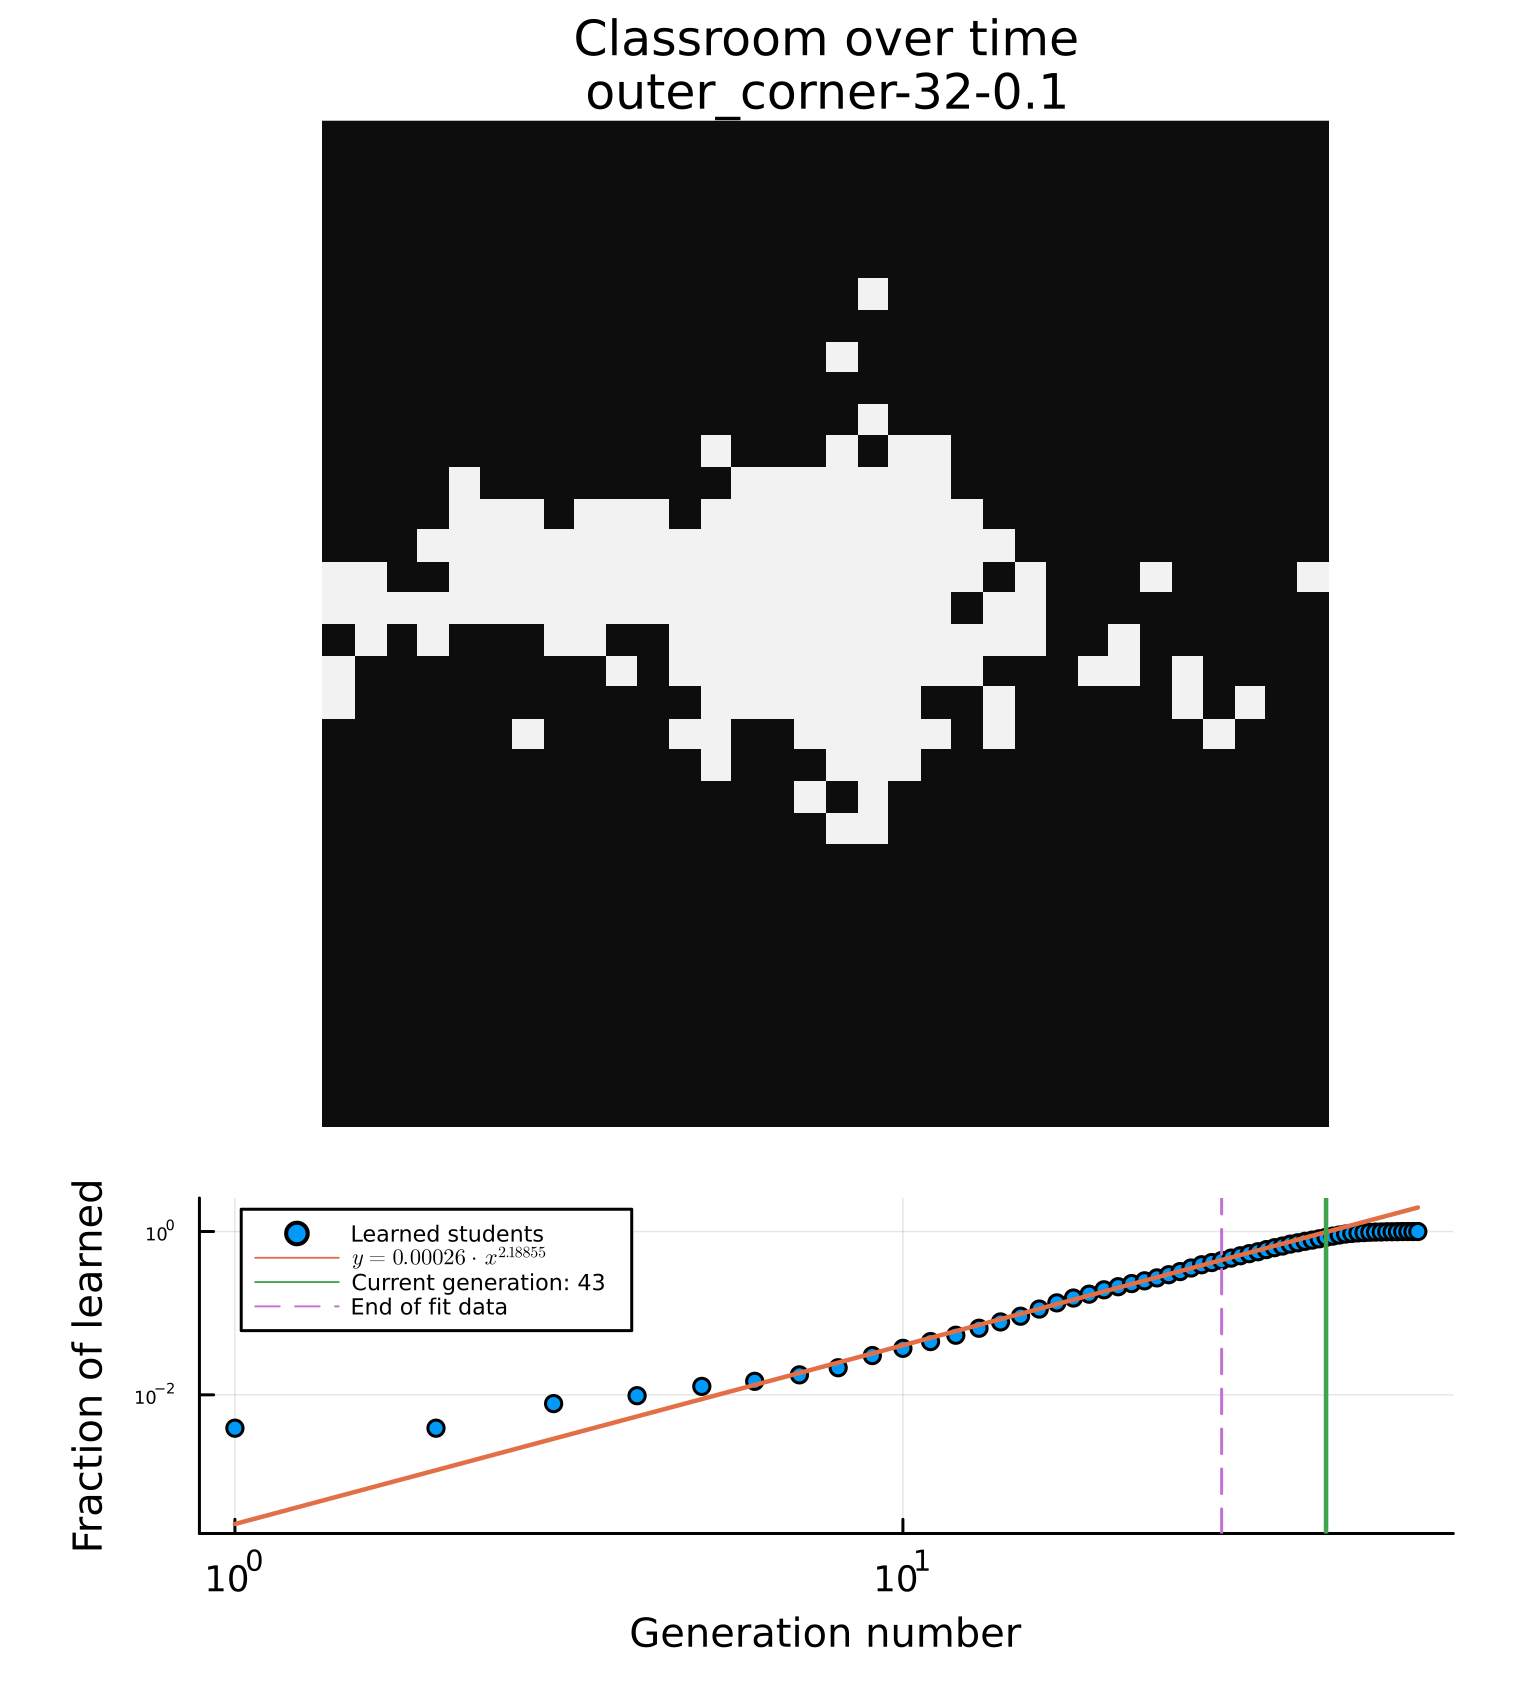 Classroom over time
outer_corner-32-0.1
Fraction of learned
10^0
10^-2
Learned students
y = 0.00026 · x^2.18855
Current generation: 43
End of fit data
10^0
10^1
Generation number